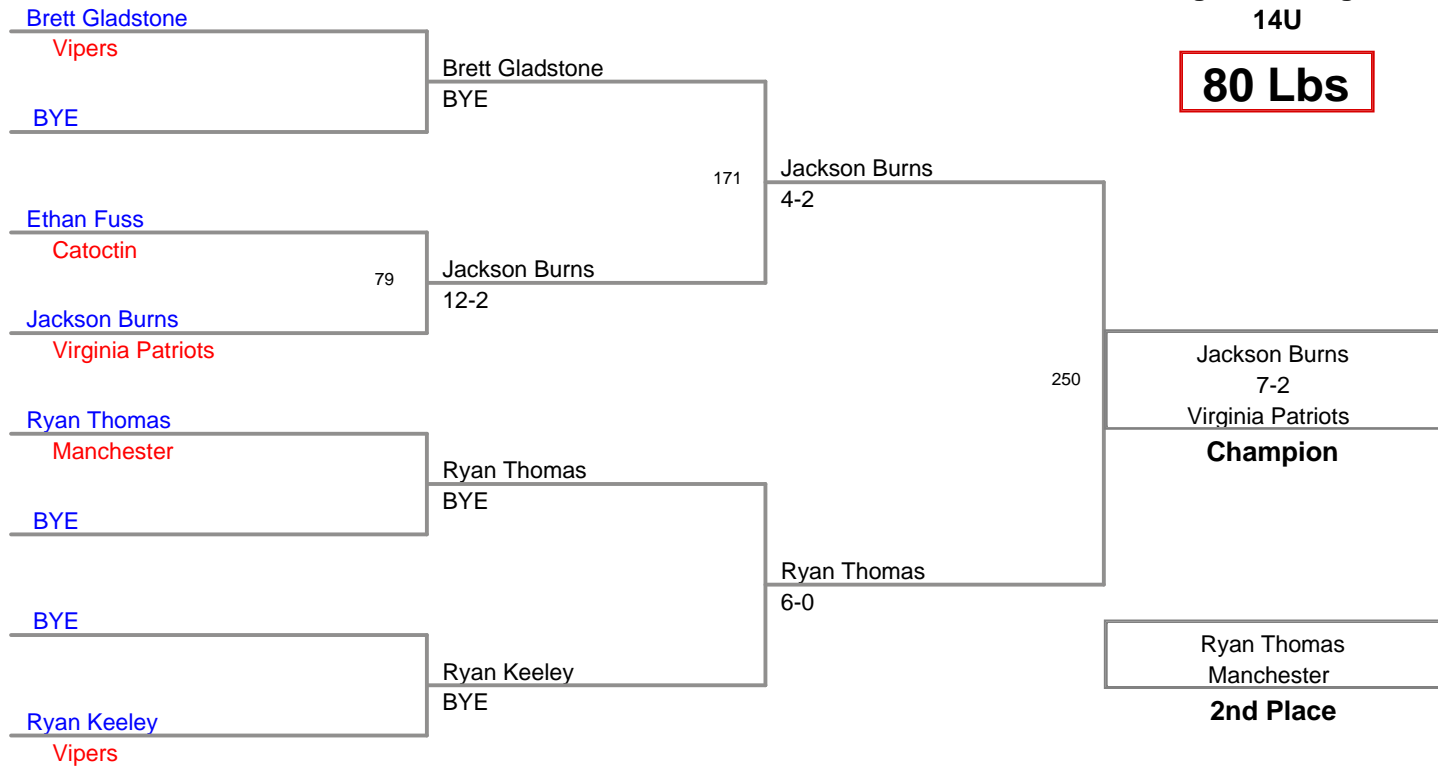 14U
80 Lbs
Brett Gladstone
Vipers
BYE
Ethan Fuss
Catoctin
79
Jackson Burns
Virginia Patriots
Ryan Thomas
Manchester
BYE
BYE
Ryan Keeley
Vipers
Brett Gladstone
BYE
171
Jackson Burns
12-2
Ryan Thomas
BYE
Ryan Keeley
BYE
Jackson Burns
4-2
250
Ryan Thomas
6-0
Jackson Burns
7-2
Virginia Patriots
Champion
Ryan Thomas
Manchester
2nd Place